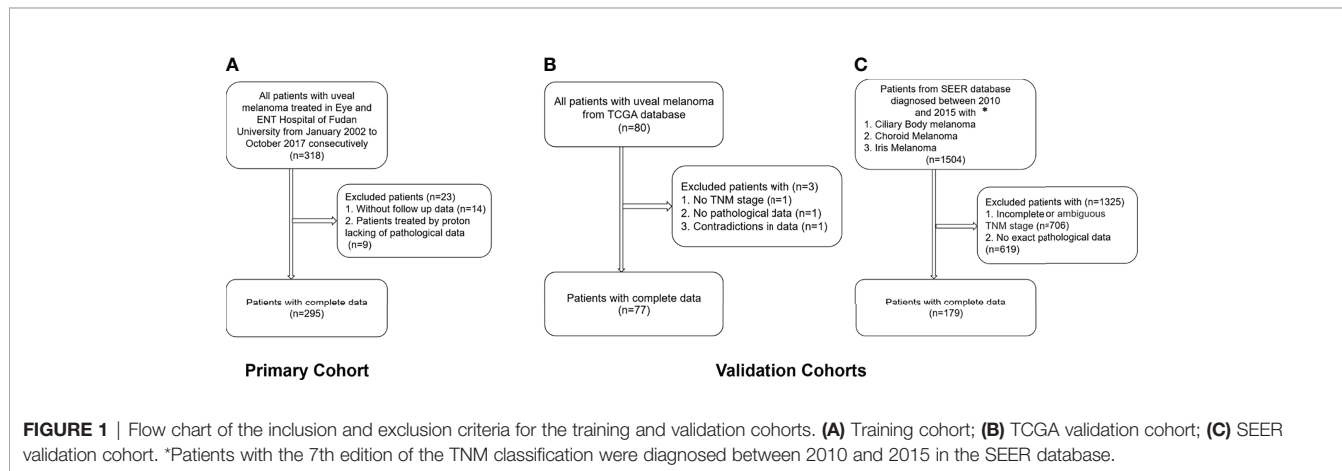 A
All patients with uveal melanoma treated in Eye and
ENT Hospital of Fudan
University from January 2002 to
October 2017 consecutively
(n=318)
Excluded patients (n=23)
1. Without follow up data (n=14)
2. Patients treated by proton
lacking of pathological data
(n=9)
Patients with complete data
(n=295)
Primary Cohort
B
All patients with uveal melanoma
from TCGA database
(n=80)
Excluded patients with (n=3)
1. No TNM stage (n=1)
2. No pathological data (n=1)
3. Contradictions in data (n=1)
Patients with complete data
(n=77)
C
Patients from SEER database
diagnosed between 2010
and 2015 with *
1. Ciliary Body melanoma
2. Choroid Melanoma
3. Iris Melanoma
(n=1504)
Excluded patients with (n=1325)
1. Incomplete or ambiguous
TNM stage (n=706)
2. No exact pathological data
(n=619)
Patients with complete data
(n=179)
Validation Cohorts
FIGURE 1 | Flow chart of the inclusion and exclusion criteria for the training and validation cohorts. (A) Training cohort; (B) TCGA validation cohort; (C) SEER
validation cohort. *Patients with the 7th edition of the TNM classification were diagnosed between 2010 and 2015 in the SEER database.